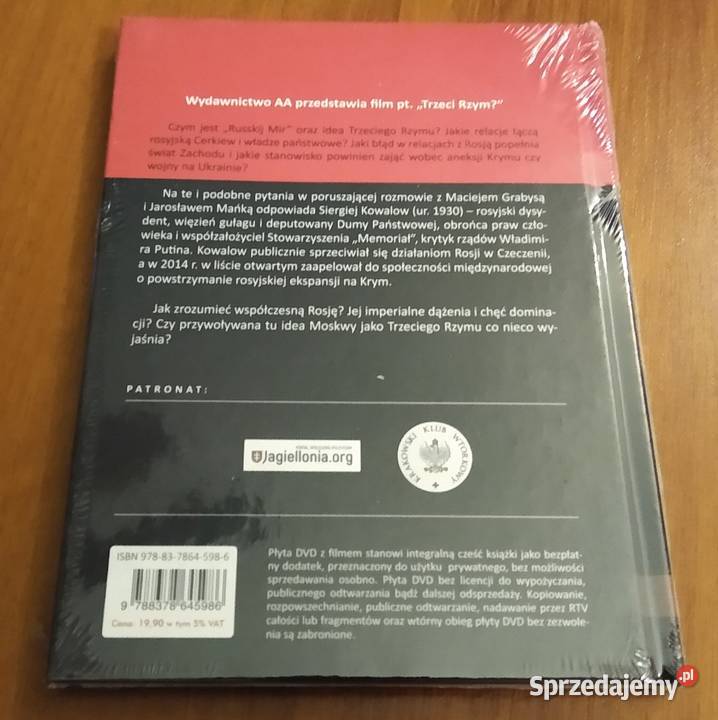 Wydawnictwo AA przedstawia film pt. „Trzeci Rzym?"
Czym jest „Russkij Mir" oraz idea Trzeciego Rzymu? Jakie relacje łączą
rosyjską Cerkiew i władze państwowe? Jaki błąd w relacjach z Rosją popełnia
świat Zachodu i jakie stanowisko powinien zająć wobec aneksji Krymu czy
wojny na Ukrainie?
Na te i podobne pytania w poruszającej rozmowie z Maciejem Grabysą
i Jarosławem Mańką odpowiada Siergiej Kowalow (ur. 1930) – rosyjski dysy-
dent, więzień gułagu i deputowany Dumy Państwowej, obrońca praw czło-
wieka i współzałożyciel Stowarzyszenia „Memoriał", krytyk rządów Władimi-
ra Putina. Kowalow publicznie sprzeciwiał się działaniom Rosji w Czeczenii,
a w 2014 r. w liście otwartym zaapelował do społeczności międzynarodowej
o powstrzymanie rosyjskiej ekspansji na Krym.
Jak zrozumieć współczesną Rosję? Jej imperialne dążenia i chęć domina-
cji? Czy przywoływana tu idea Moskwy jako Trzeciego Rzymu co nieco wy-
jaśnia?
PATRONAT:
Jagiellonia.org
KRAKOWSKI KLUB WTORKOWY
ISBN 978-83-7864-598-6
9 788378 645986
Cena: 19,90 w tym 5% VAT
Płyta DVD z filmem stanowi integralną cześć książki jako bezpłat-
ny dodatek, przeznaczony do użytku prywatnego, bez możliwości
sprzedawania osobno. Płyta DVD bez licencji do wypożyczania,
publicznego odtwarzania bądź dalszej odsprzedaży. Kopiowanie,
rozpowszechnianie, publiczne odtwarzanie, nadawanie przez RTV
całości lub fragmentów oraz wtórny obieg płyty DVD bez zezwole-
nia są zabronione.
Sprzedajemy.pl